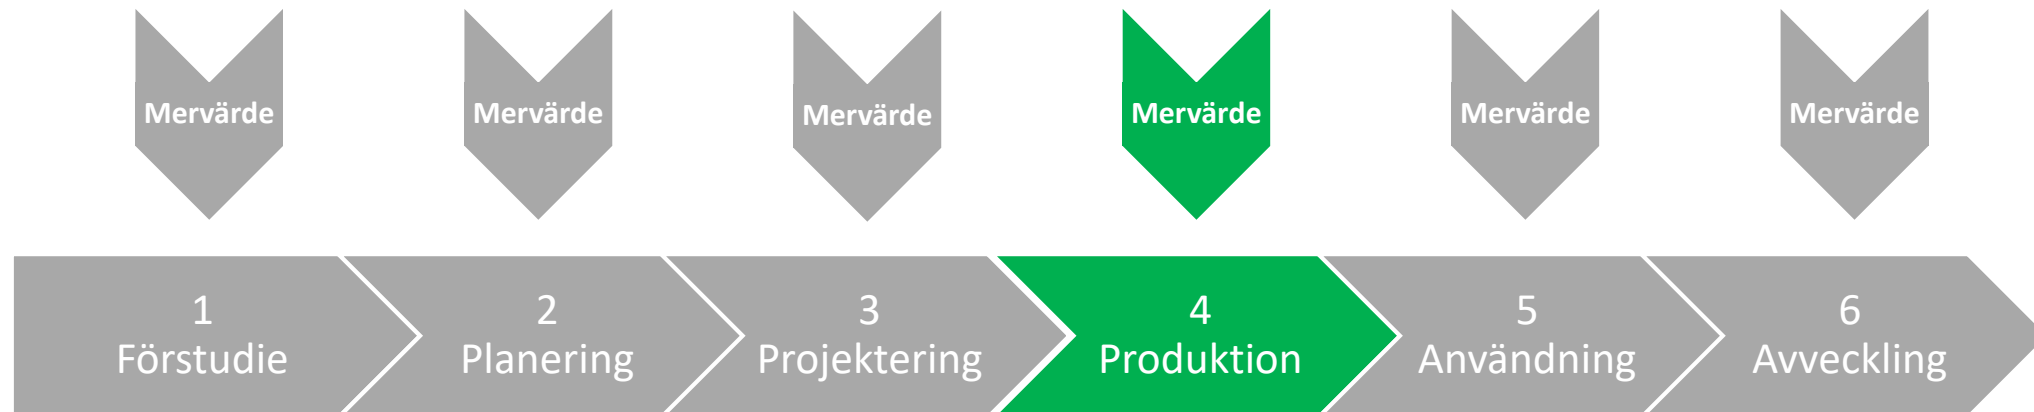 Mervärde
Mervärde
Mervärde
Mervärde
Mervärde
Mervärde
1
Förstudie
2
Planering
3
Projektering
4
Produktion
5
Användning
6
Avveckling